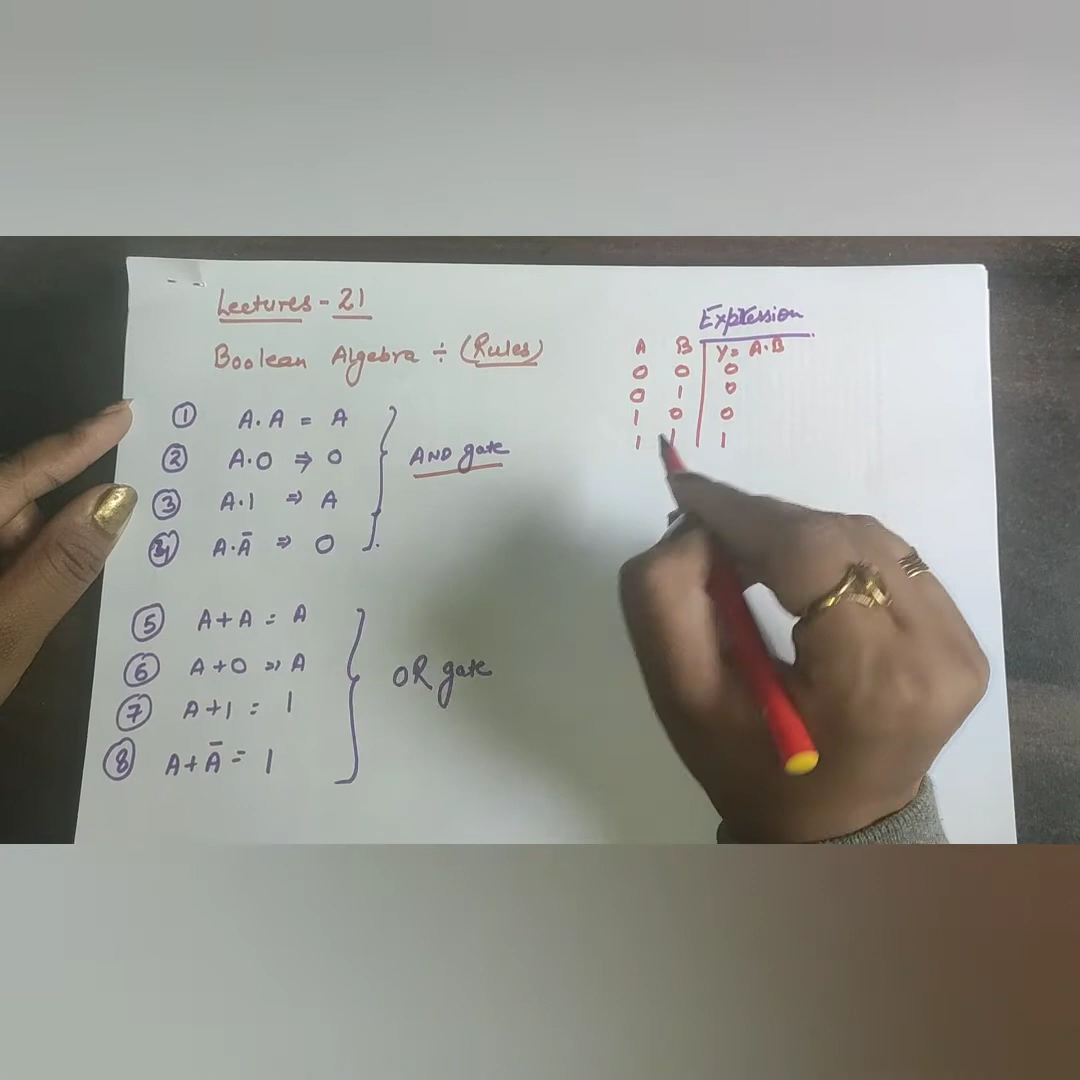 Lectures - 21
Boolean Algebra ÷ (Rules)
① A.A = A
② A.0 ⇒ 0
③ A.1 ⇒ A
A.Ā ⇒ 0
AND gate
⑤ A+A = A
⑥ A+0 ⇒ A
⑦ A+1 = 1
⑧ A+Ā = 1
OR gate
Expression
A B Y= A.B
0 0 0
0 1 0
1 0 0
1 1 1